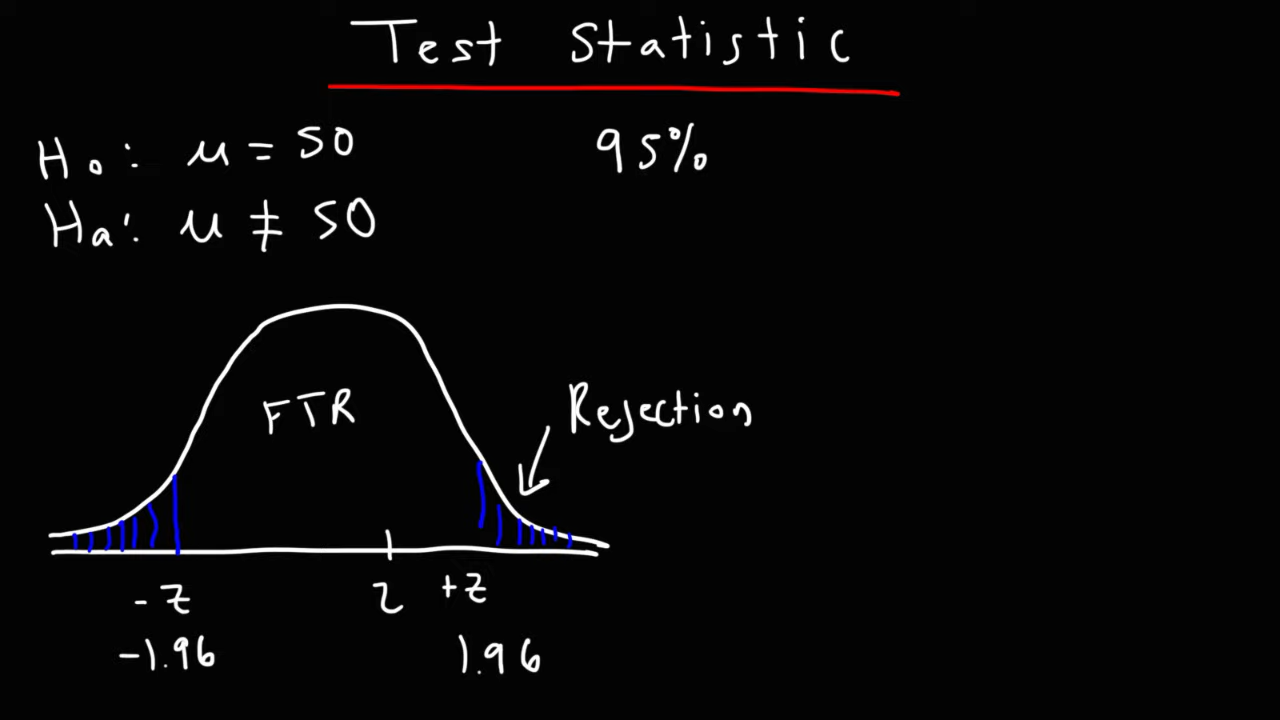 Test Statistic
Ho: μ = 50 95%
Ha: μ ≠ 50
FTR
Rejection
-z z +z
-1.96 1.96